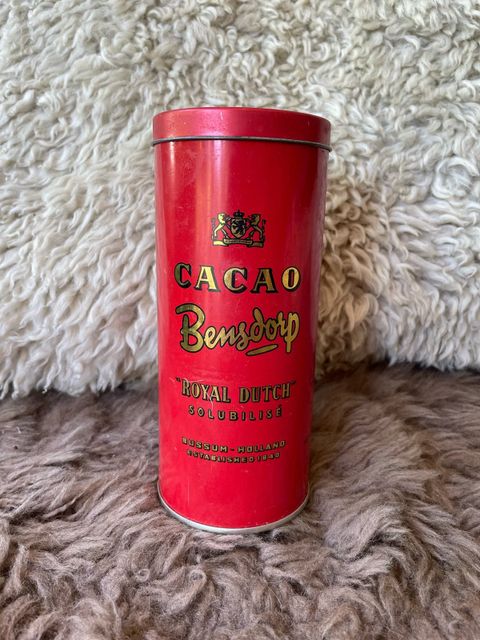 CACAO
Bensdorp
"ROYAL DUTCH"
SOLUBILISÉ
BUSSUM-HOLLAND
ESTABLISHED 1840